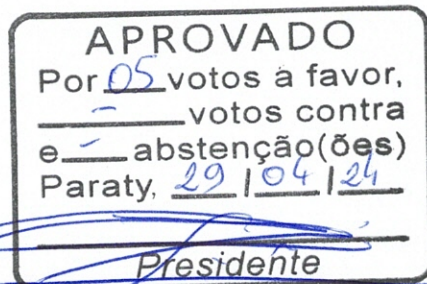 APROVADO
Por 05 votos à favor,
- votos contra
e - abstenção(ões)
Paraty, 29 | 04 | 24
Presidente